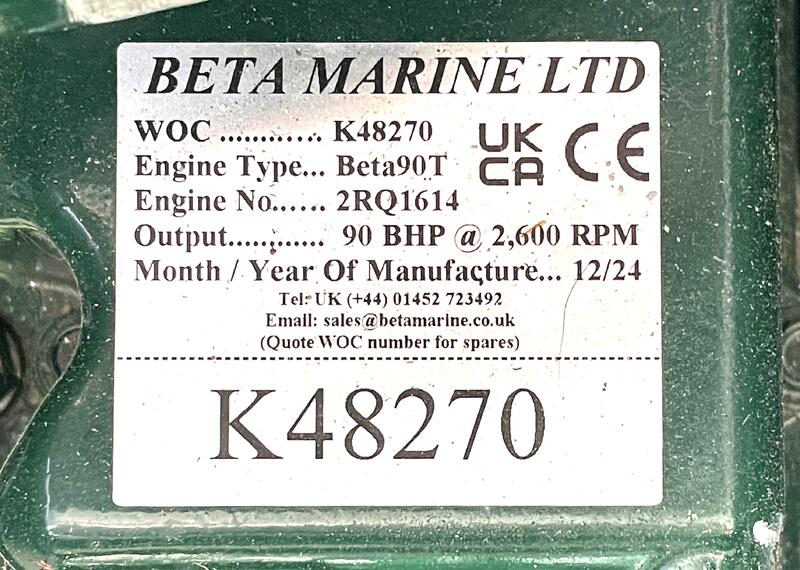 BETA MARINE LTD
WOC ............. K48270
UK
CA
CE
Engine Type... Beta90T
Engine No...... 2RQ1614
Output............. 90 BHP @ 2,600 RPM
Month / Year Of Manufacture... 12/24
Tel: UK (+44) 01452 723492
Email: sales@betamarine.co.uk
(Quote WOC number for spares)
K48270